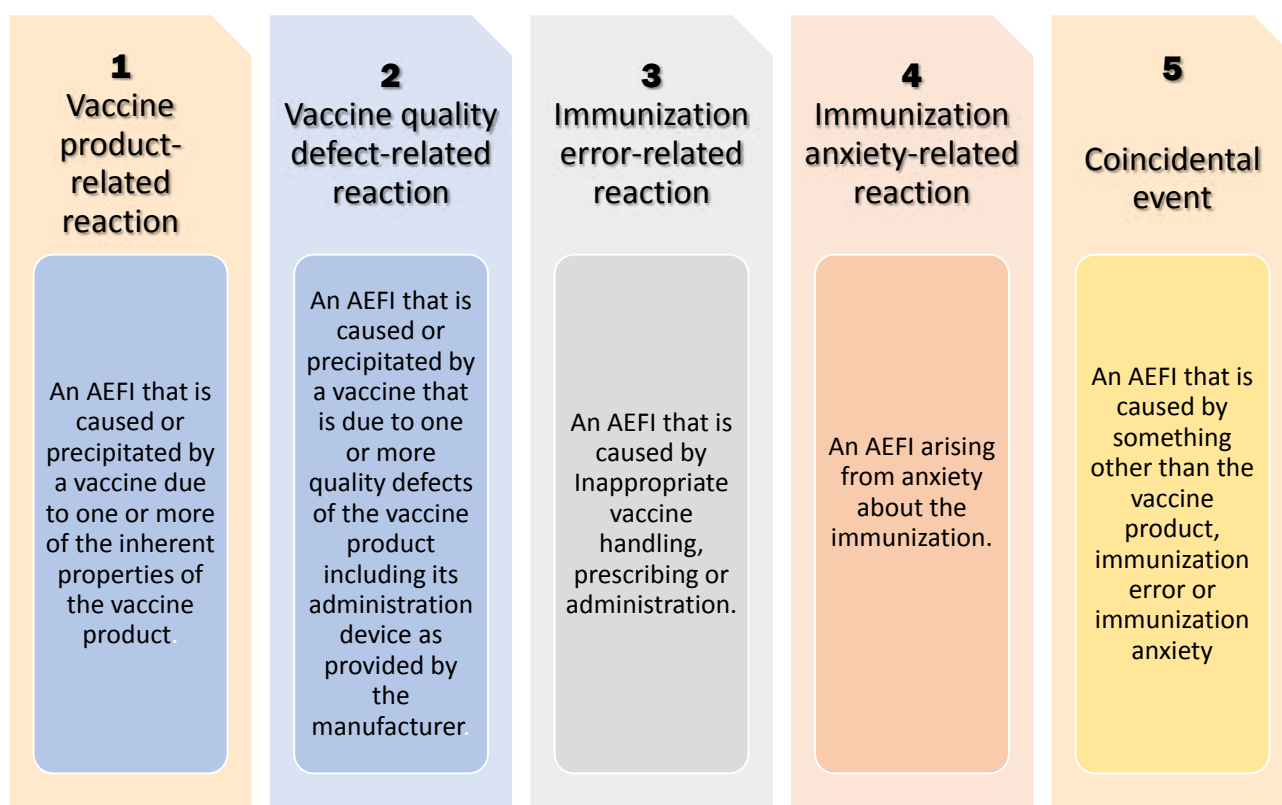 1
Vaccine
product-
related
reaction
An AEFI that is
caused or
precipitated by
a vaccine due
to one or more
of the inherent
properties of
the vaccine
product.
2
Vaccine quality
defect-related
reaction
An AEFI that is
caused or
precipitated by
a vaccine that
is due to one
or more
quality defects
of the vaccine
product
including its
administration
device as
provided by
the
manufacturer.
3
Immunization
error-related
reaction
An AEFI that is
caused by
Inappropriate
vaccine
handling,
prescribing or
administration.
4
Immunization
anxiety-related
reaction
An AEFI arising
from anxiety
about the
immunization.
5
Coincidental
event
An AEFI that is
caused by
something
other than the
vaccine
product,
immunization
error or
immunization
anxiety